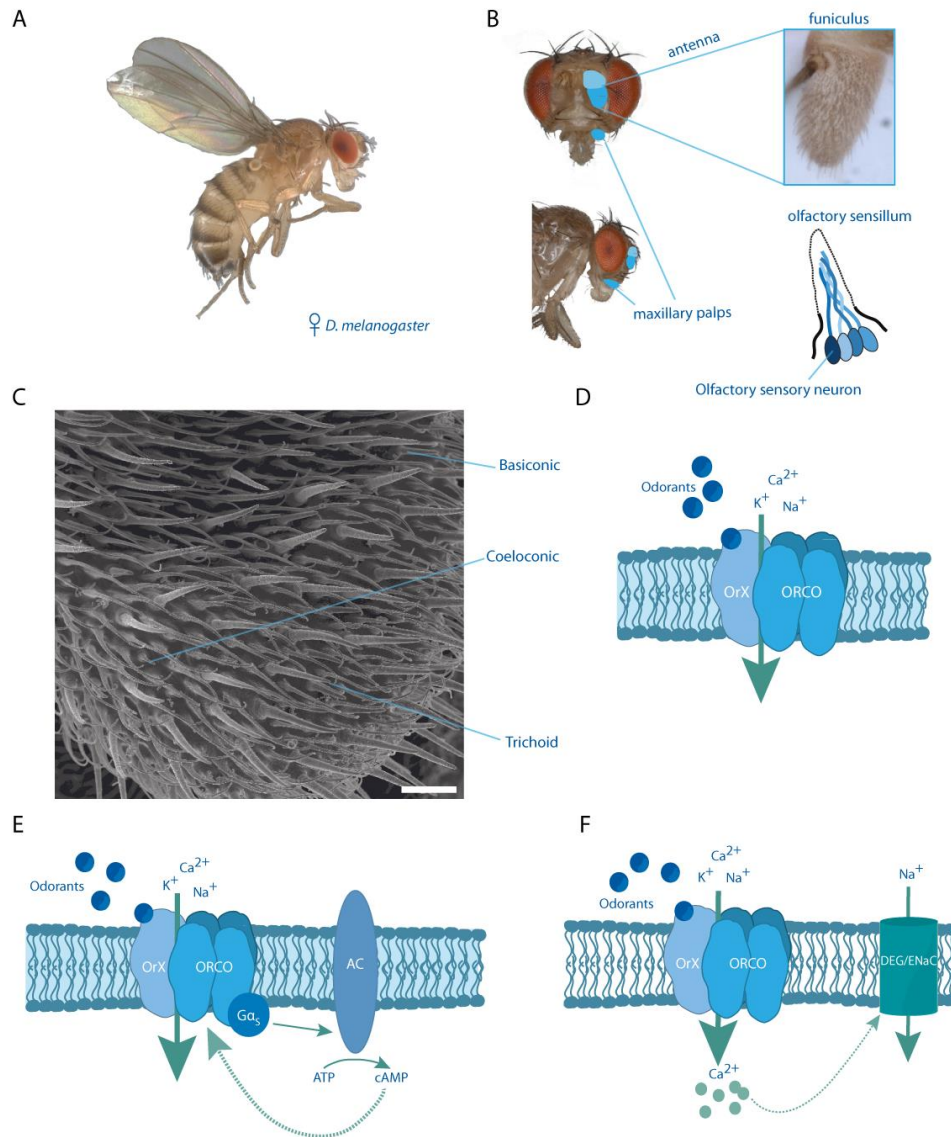 A
♀ D. melanogaster
B
funiculus
antenna
olfactory sensillum
maxillary palps
Olfactory sensory neuron
C
Basiconic
Coeloconic
Trichoid
D
Odorants
Ca2+
K+
Na+
OrX
ORCO
E
Odorants
Ca2+
K+
Na+
OrX
ORCO
AC
GαS
ATP
cAMP
F
Odorants
Ca2+
K+ Na+
Na+
OrX
ORCO
DEG/ENaC
Ca2+